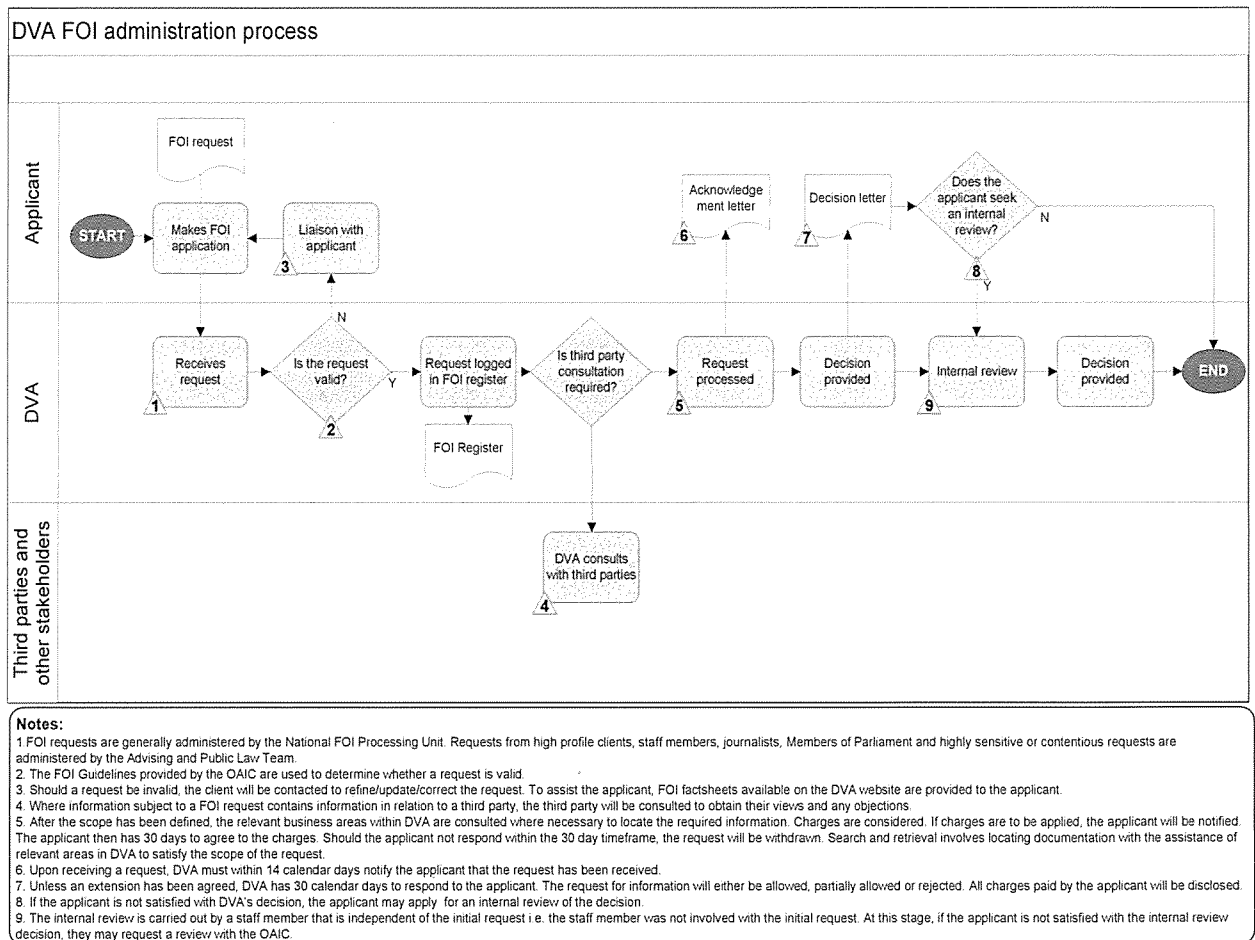 DVA FOI administration process
Applicant
FOI request
START
Makes FOI
application
Liaison with
applicant
3
Acknowledge
ment letter
6
Decision letter
7
Does the
applicant seek
an internal
review?
N
8
Y
DVA
Receives
request
1
Is the request
valid?
N
Y
2
Request logged
in FOI register
FOI Register
Is third party
consultation
required?
Request
processed
5
Decision
provided
Internal review
9
Decision
provided
END
Third parties and
other stakeholders
DVA consults
with third parties
4
Notes:
1.FOI requests are generally administered by the National FOI Processing Unit. Requests from high profile clients, staff members, journalists, Members of Parliament and highly sensitive or contentious requests are
administered by the Advising and Public Law Team.
2. The FOI Guidelines provided by the OAIC are used to determine whether a request is valid.
3. Should a request be invalid, the client will be contacted to refine/update/correct the request. To assist the applicant, FOI factsheets available on the DVA website are provided to the applicant.
4. Where information subject to a FOI request contains information in relation to a third party, the third party will be consulted to obtain their views and any objections.
5. After the scope has been defined, the relevant business areas within DVA are consulted where necessary to locate the required information. Charges are considered. If charges are to be applied, the applicant will be notified.
The applicant then has 30 days to agree to the charges. Should the applicant not respond within the 30 day timeframe, the request will be withdrawn. Search and retrieval involves locating documentation with the assistance of
relevant areas in DVA to satisfy the scope of the request.
6. Upon receiving a request, DVA must within 14 calendar days notify the applicant that the request has been received.
7. Unless an extension has been agreed, DVA has 30 calendar days to respond to the applicant. The request for information will either be allowed, partially allowed or rejected. All charges paid by the applicant will be disclosed.
8. If the applicant is not satisfied with DVA's decision, the applicant may apply for an internal review of the decision.
9. The internal review is carried out by a staff member that is independent of the initial request i.e. the staff member was not involved with the initial request. At this stage, if the applicant is not satisfied with the internal review
decision, they may request a review with the OAIC.